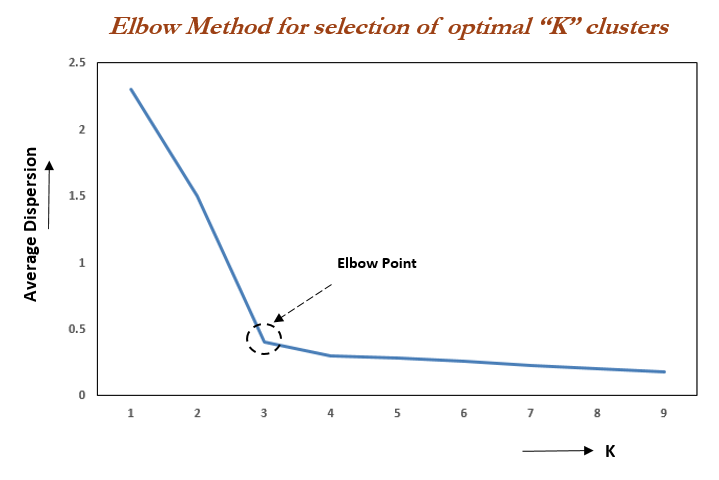 Elbow Method for selection of optimal “K” clusters
2.5
2
1.5
1
0.5
0
Average Dispersion
Elbow Point
1 2 3 4 5 6 7 8 9
K